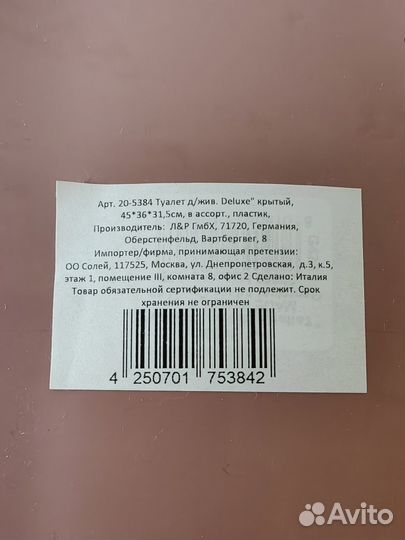 Арт. 20-5384 Туалет д/жив. Deluxe" крытый,
45*36*31,5см, в ассорт., пластик,
Производитель: Л&Р ГмбХ, 71720, Германия,
Оберстенфельд, Вартбергвег, 8
Импортер/фирма, принимающая претензии:
ОО Солей, 117525, Москва, ул. Днепропетровская, д.3, к.5,
этаж 1, помещение III, комната 8, офис 2 Сделано: Италия
Товар обязательной сертификации не подлежит. Срок
хранения не ограничен
4 250701 753842
Avito